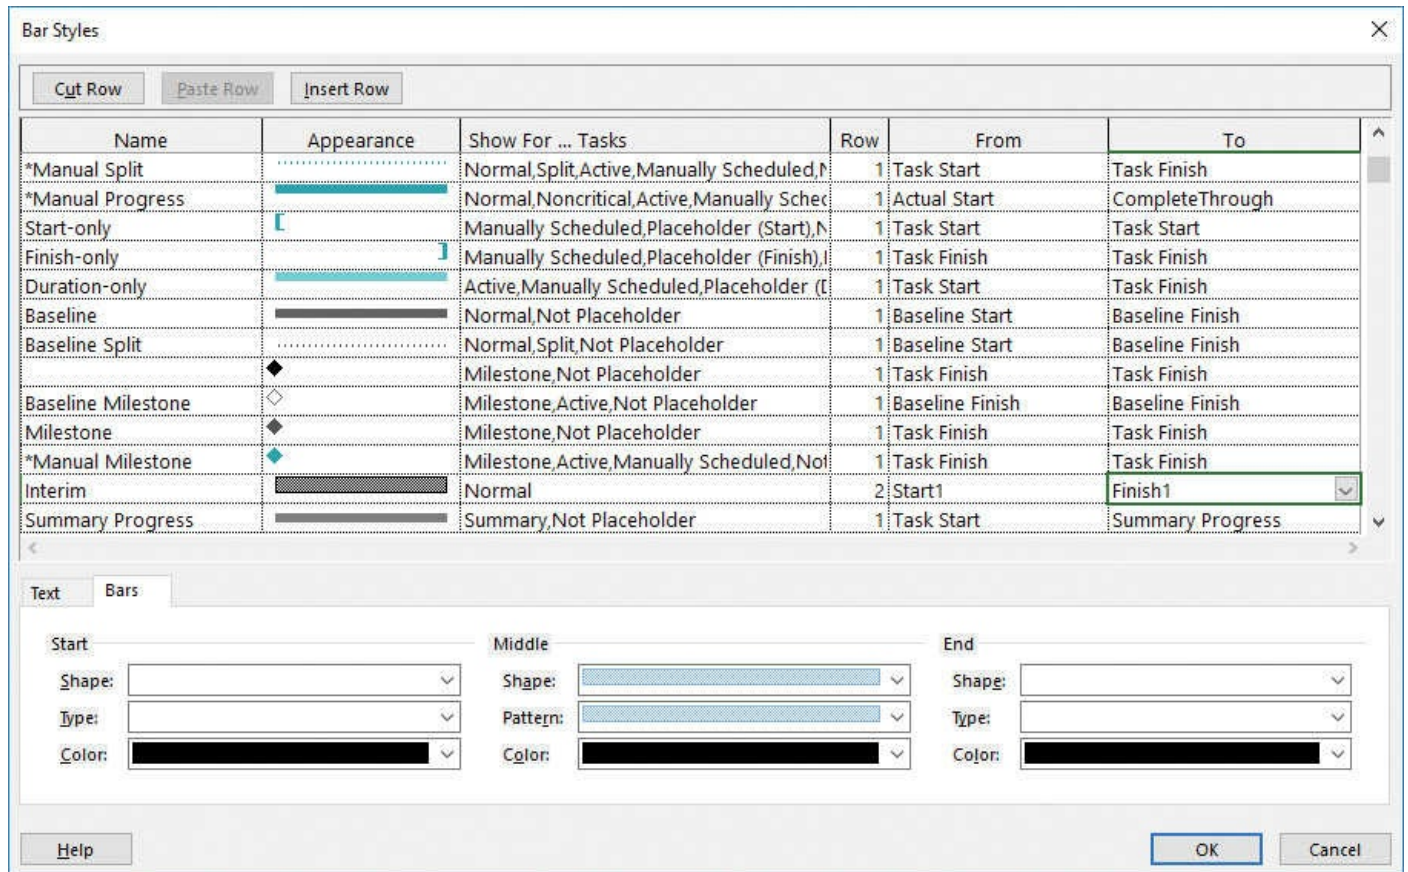 Bar Styles
Cut Row Paste Row Insert Row
Name Appearance Show For ... Tasks Row From To
*Manual Split Normal,Split,Active,Manually Scheduled,N 1 Task Start Task Finish
*Manual Progress Normal,Noncritical,Active,Manually Sched 1 Actual Start CompleteThrough
Start-only Manually Scheduled,Placeholder (Start),N 1 Task Start Task Start
Finish-only Manually Scheduled,Placeholder (Finish), 1 Task Finish Task Finish
Duration-only Active,Manually Scheduled,Placeholder ( 1 Task Start Task Finish
Baseline Normal,Not Placeholder 1 Baseline Start Baseline Finish
Baseline Split Normal,Split,Not Placeholder 1 Baseline Start Baseline Finish
Milestone,Not Placeholder 1 Task Finish Task Finish
Baseline Milestone Milestone,Active,Not Placeholder 1 Baseline Finish Baseline Finish
Milestone Milestone,Not Placeholder 1 Task Finish Task Finish
*Manual Milestone Milestone,Active,Manually Scheduled,Not 1 Task Finish Task Finish
Interim Normal 2 Start1 Finish1
Summary Progress Summary,Not Placeholder 1 Task Start Summary Progress
Text Bars
Start Middle End
Shape: Shape: Shape:
Type: Pattern: Type:
Color: Color: Color:
Help OK Cancel